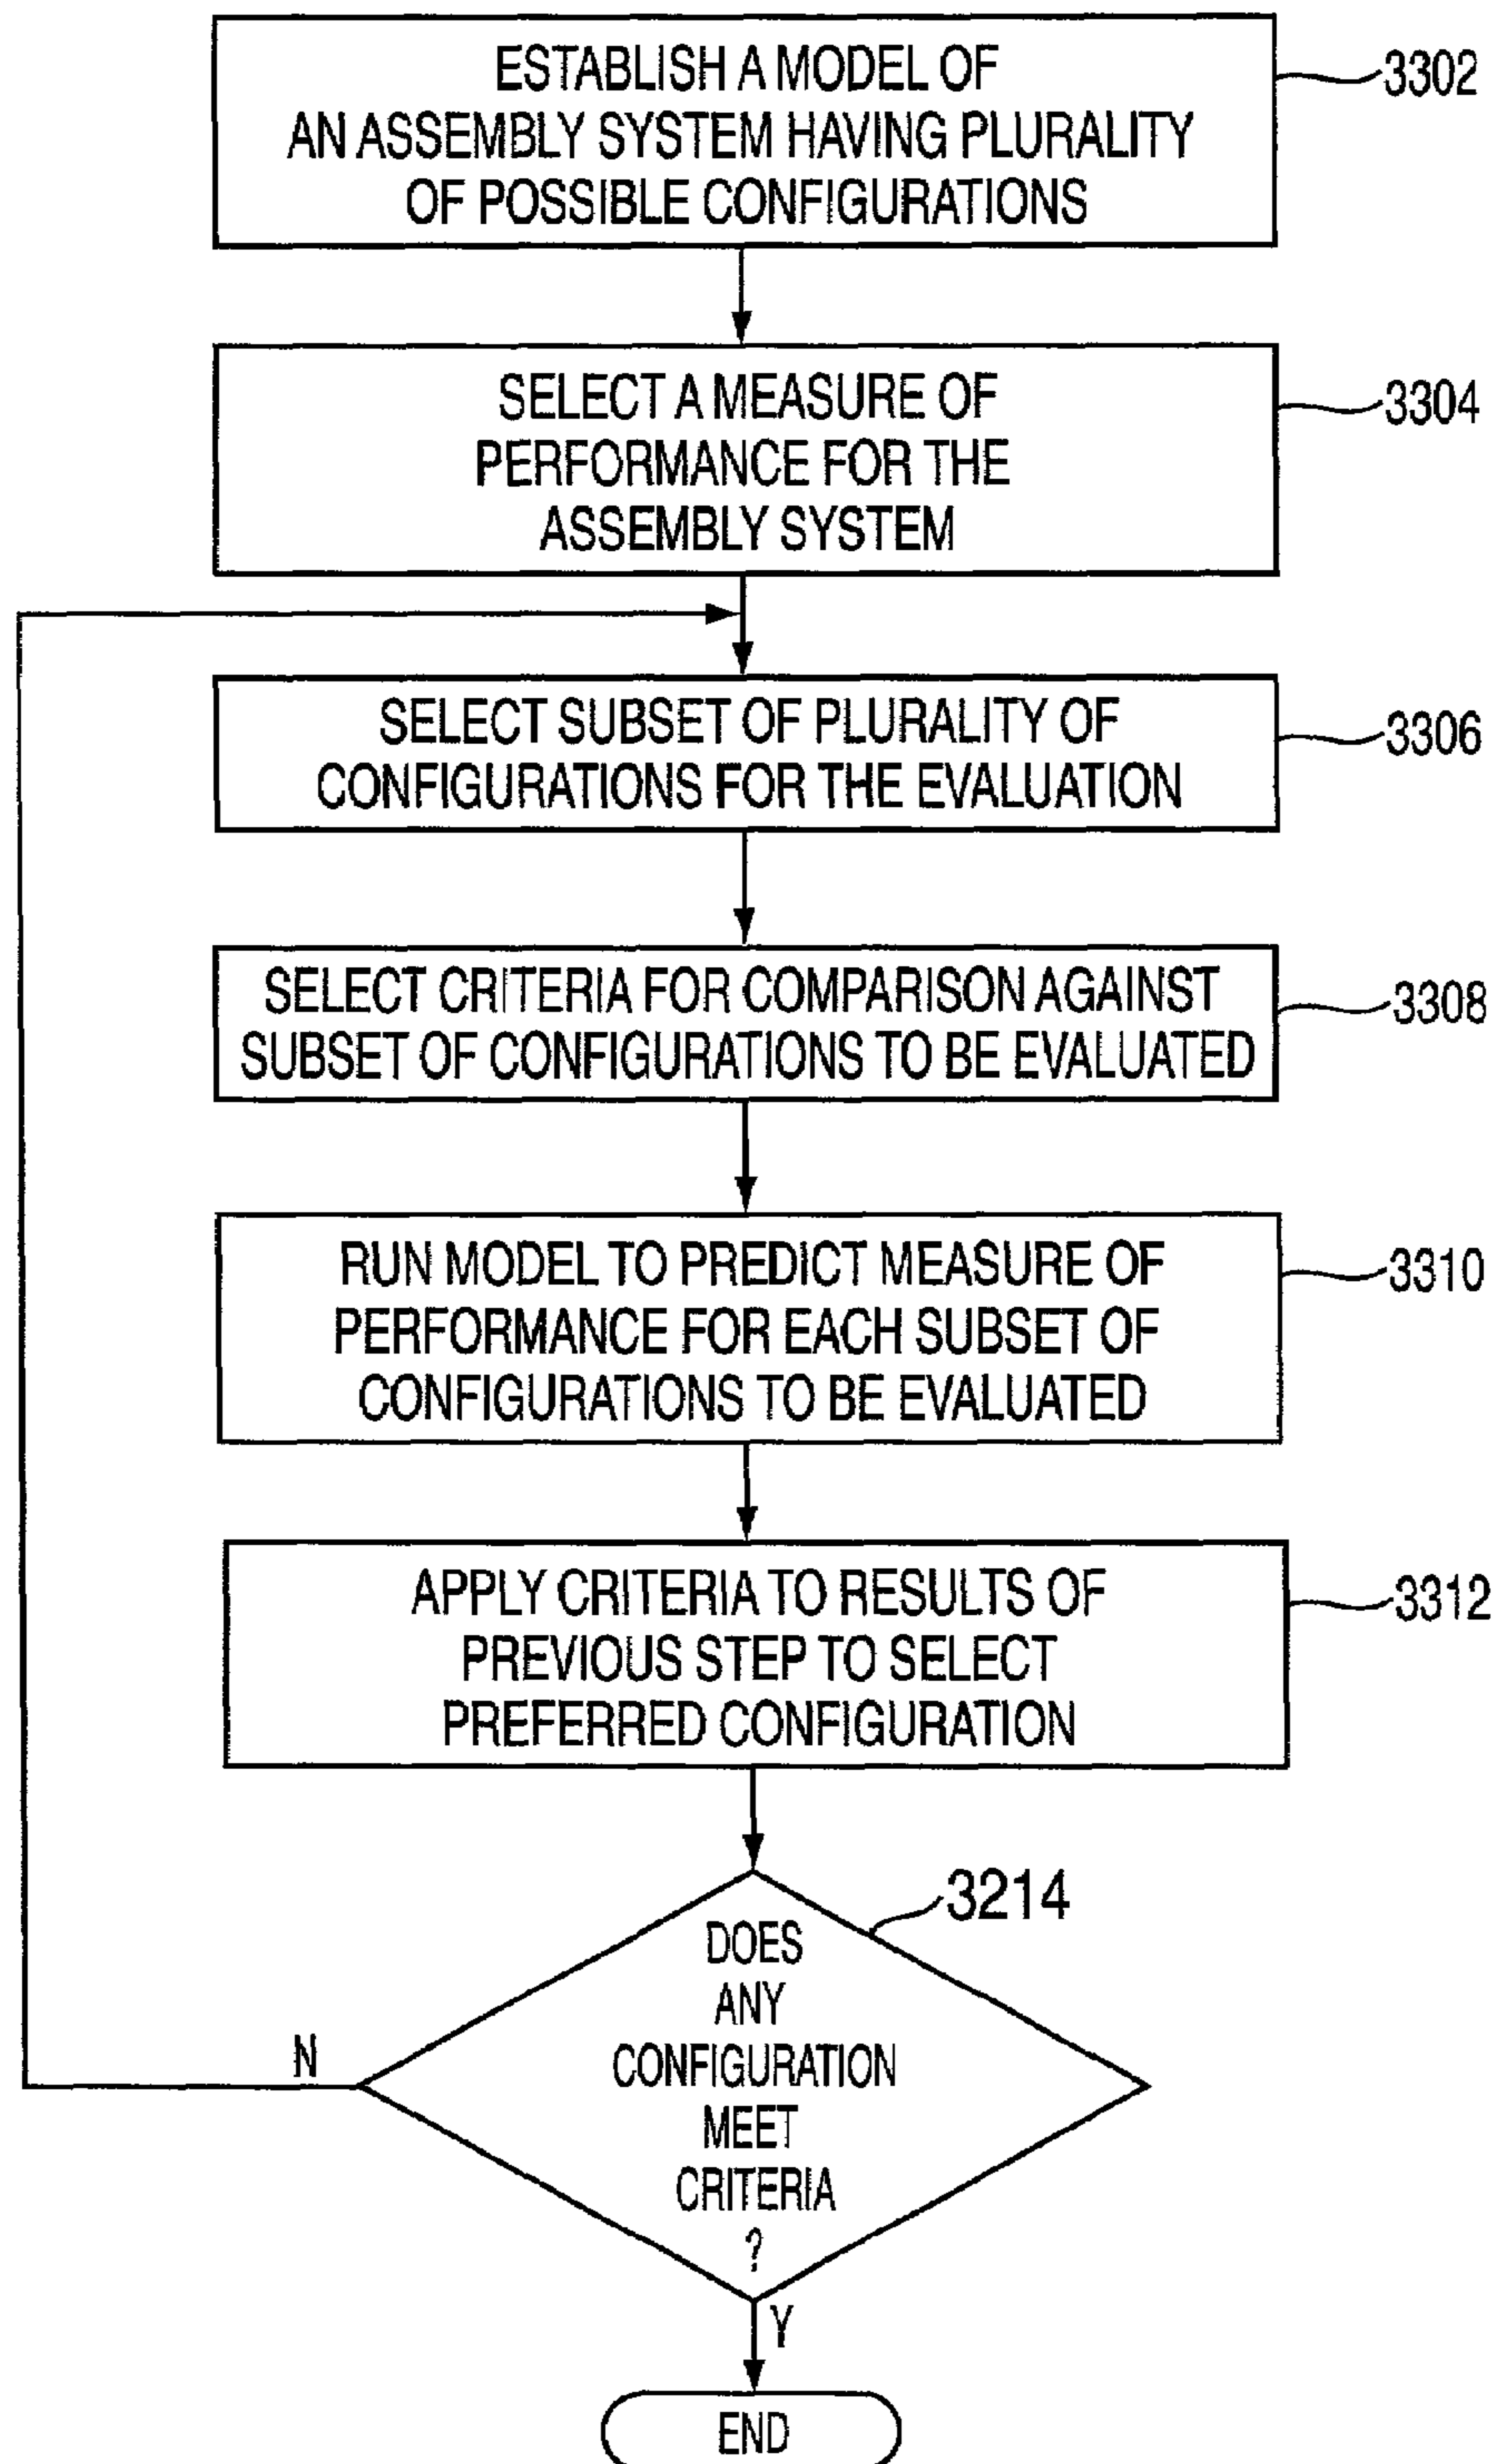 ESTABLISH A MODEL OF
AN ASSEMBLY SYSTEM HAVING PLURALITY
OF POSSIBLE CONFIGURATIONS
3302
SELECT A MEASURE OF
PERFORMANCE FOR THE
ASSEMBLY SYSTEM
3304
SELECT SUBSET OF PLURALITY OF
CONFIGURATIONS FOR THE EVALUATION
3306
SELECT CRITERIA FOR COMPARISON AGAINST
SUBSET OF CONFIGURATIONS TO BE EVALUATED
3308
RUN MODEL TO PREDICT MEASURE OF
PERFORMANCE FOR EACH SUBSET OF
CONFIGURATIONS TO BE EVALUATED
3310
APPLY CRITERIA TO RESULTS OF
PREVIOUS STEP TO SELECT
PREFERRED CONFIGURATION
3312
3214
DOES
ANY
CONFIGURATION
MEET
CRITERIA
?
N
Y
END